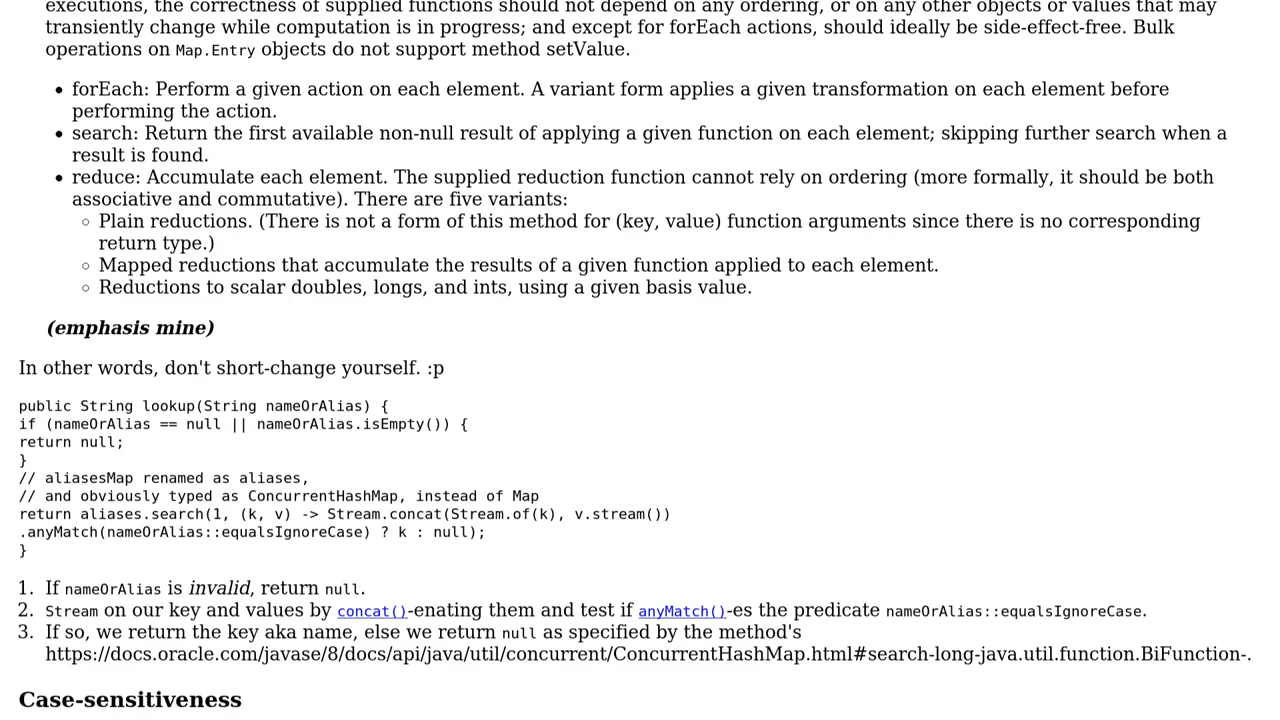 executions, the correctness of supplied functions should not depend on any ordering, or on any other objects or values that may
transiently change while computation is in progress; and except for forEach actions, should ideally be side-effect-free. Bulk
operations on Map.Entry objects do not support method setValue.
• forEach: Perform a given action on each element. A variant form applies a given transformation on each element before
performing the action.
• search: Return the first available non-null result of applying a given function on each element; skipping further search when a
result is found.
• reduce: Accumulate each element. The supplied reduction function cannot rely on ordering (more formally, it should be both
associative and commutative). There are five variants:
◦ Plain reductions. (There is not a form of this method for (key, value) function arguments since there is no corresponding
return type.)
◦ Mapped reductions that accumulate the results of a given function applied to each element.
◦ Reductions to scalar doubles, longs, and ints, using a given basis value.
(emphasis mine)
In other words, don't short-change yourself. :p
public String lookup(String nameOrAlias) {
if (nameOrAlias == null || nameOrAlias.isEmpty()) {
return null;
}
// aliasesMap renamed as aliases,
// and obviously typed as ConcurrentHashMap, instead of Map
return aliases.search(1, (k, v) -> Stream.concat(Stream.of(k), v.stream())
.anyMatch(nameOrAlias::equalsIgnoreCase) ? k : null);
}
1. If nameOrAlias is invalid, return null.
2. Stream on our key and values by concat()-enating them and test if anyMatch()-es the predicate nameOrAlias::equalsIgnoreCase.
3. If so, we return the key aka name, else we return null as specified by the method's
https://docs.oracle.com/javase/8/docs/api/java/util/concurrent/ConcurrentHashMap.html#search-long-java.util.function.BiFunction-.
Case-sensitiveness